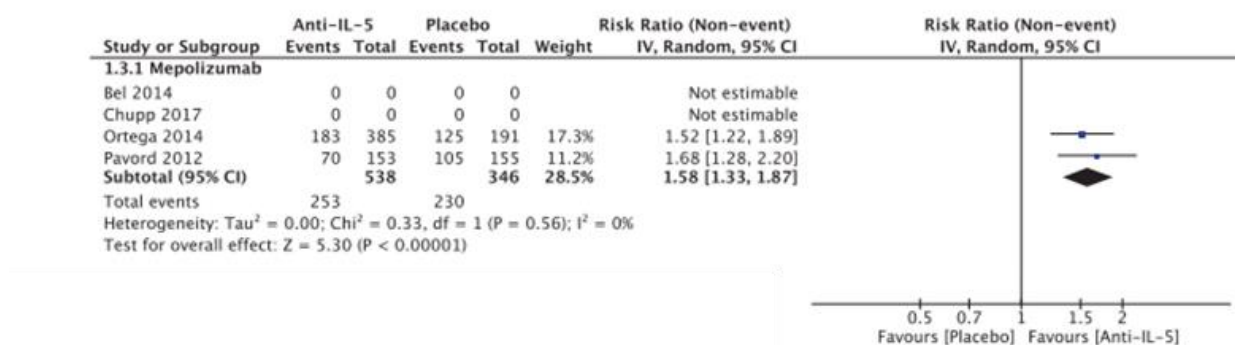 Anti-IL-5 Placebo Risk Ratio (Non-event) Risk Ratio (Non-event)
Study or Subgroup Events Total Events Total Weight IV, Random, 95% CI IV, Random, 95% CI
1.3.1 Mepolizumab
Bel 2014 0 0 0 0 Not estimable
Chupp 2017 0 0 0 0 Not estimable
Ortega 2014 183 385 125 191 17.3% 1.52 [1.22, 1.89]
Pavord 2012 70 153 105 155 11.2% 1.68 [1.28, 2.20]
Subtotal (95% CI) 538 346 28.5% 1.58 [1.33, 1.87]
Total events 253 230
Heterogeneity: Tau² = 0.00; Chi² = 0.33, df = 1 (P = 0.56); I² = 0%
Test for overall effect: Z = 5.30 (P < 0.00001)
0.5 0.7 1 1.5 2
Favours [Placebo] Favours [Anti-IL-5]